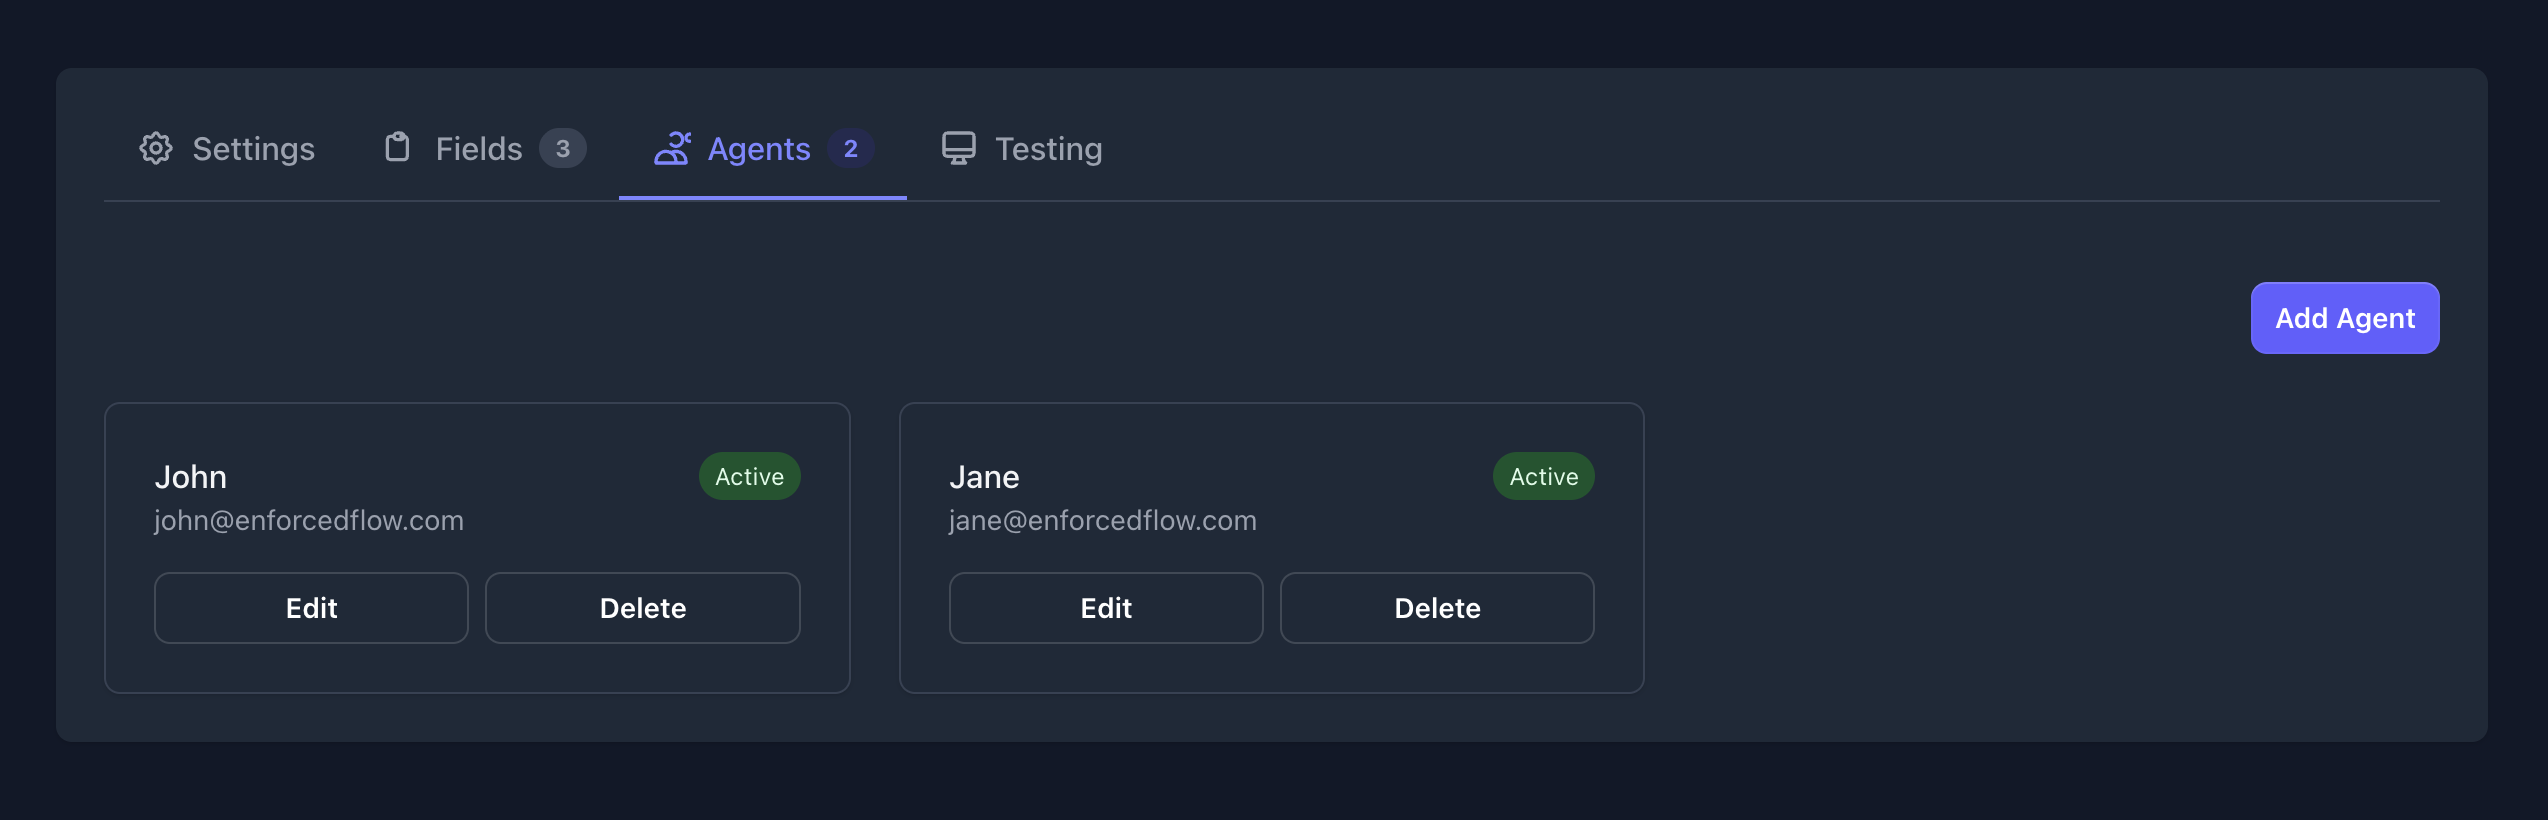 Settings Fields 3 Agents 2 Testing
Add Agent
John Active
john@enforcedflow.com
Edit Delete
Jane Active
jane@enforcedflow.com
Edit Delete